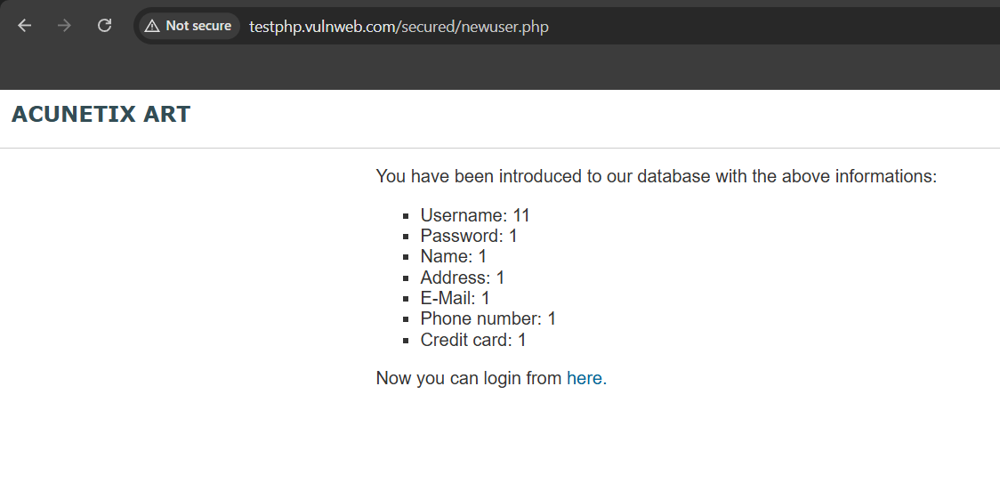 Not secure testphp.vulnweb.com/secured/newuser.php
ACUNETIX ART
You have been introduced to our database with the above informations:
Username: 11
Password: 1
Name: 1
Address: 1
E-Mail: 1
Phone number: 1
Credit card: 1
Now you can login from here.